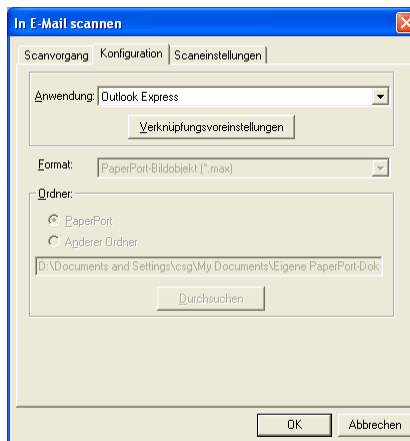 In E-Mail scannen
Scanvorgang Konfiguration Scaneinstellungen
Anwendung: Outlook Express
Verknüpfungsvoreinstellungen
Format: PaperPort-Bildobjekt (*.max)
Ordner:
PaperPort
Anderer Ordner
D:\Documents and Settings\csg\My Documents\Eigene PaperPort-Dok
Durchsuchen
OK Abbrechen